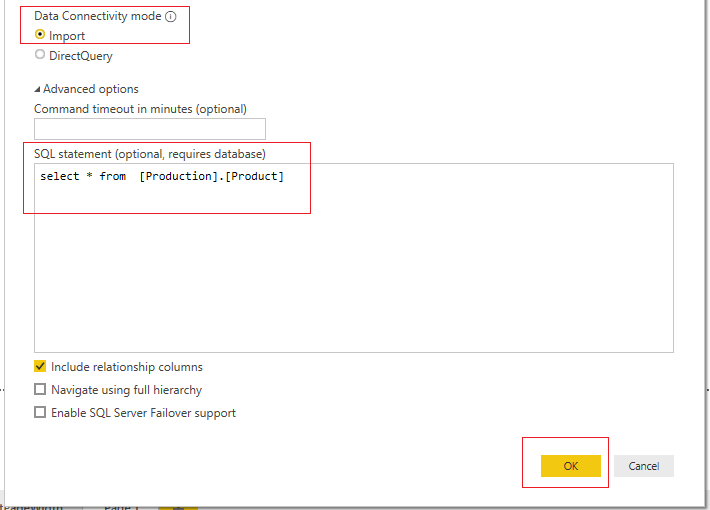 Data Connectivity mode
Import
DirectQuery
Advanced options
Command timeout in minutes (optional)
SQL statement (optional, requires database)
select * from  [Production].[Product]
Include relationship columns
Navigate using full hierarchy
Enable SQL Server Failover support
OK Cancel